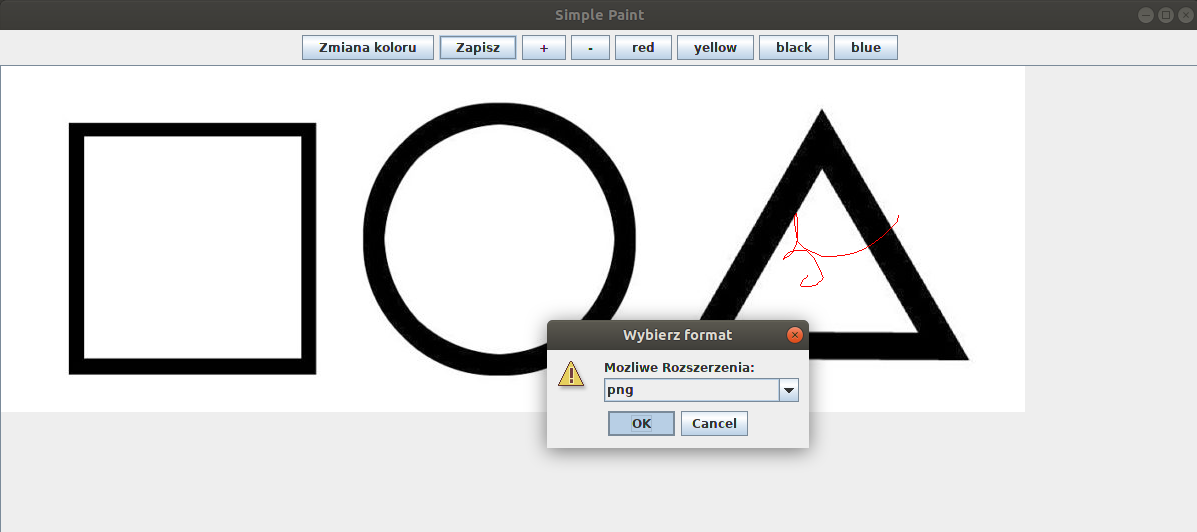 Simple Paint
Zmiana koloru Zapisz + - red yellow black blue
Wybierz format
Mozliwe Rozszerzenia:
png
OK Cancel